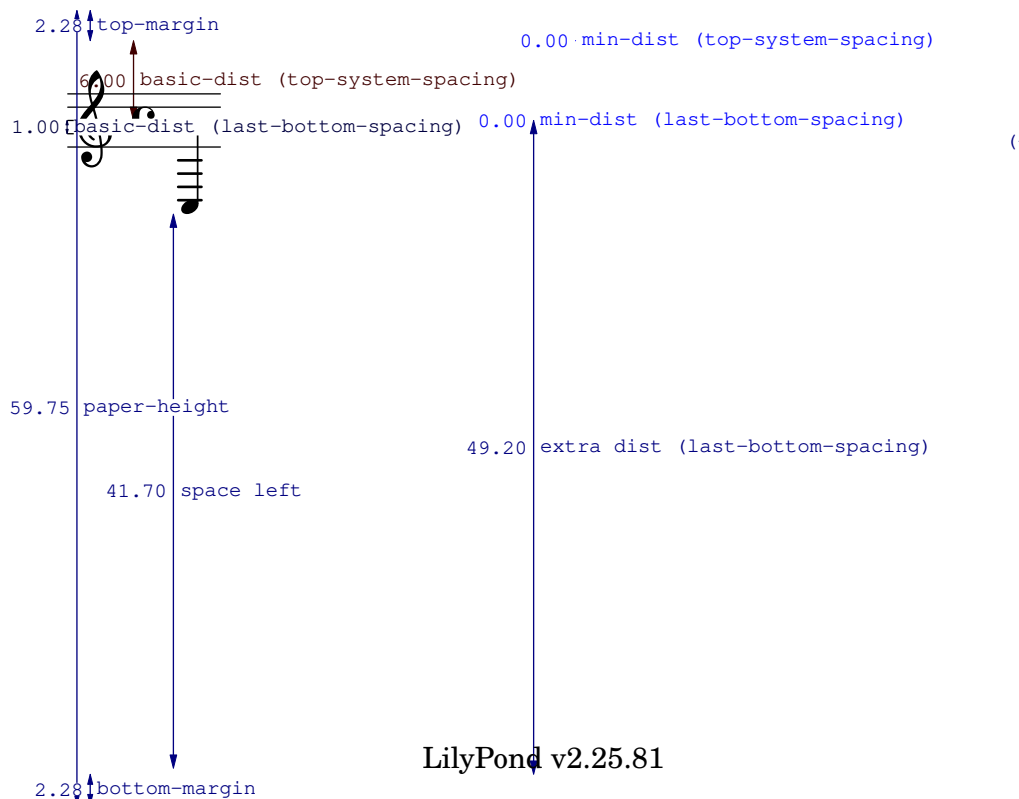 2.28 top-margin
0.00 min-dist (top-system-spacing)
6.00 basic-dist (top-system-spacing)
1.00 basic-dist (last-bottom-spacing)
0.00 min-dist (last-bottom-spacing)
(
59.75 paper-height
49.20 extra dist (last-bottom-spacing)
41.70 space left
LilyPond v2.25.81
2.28 bottom-margin